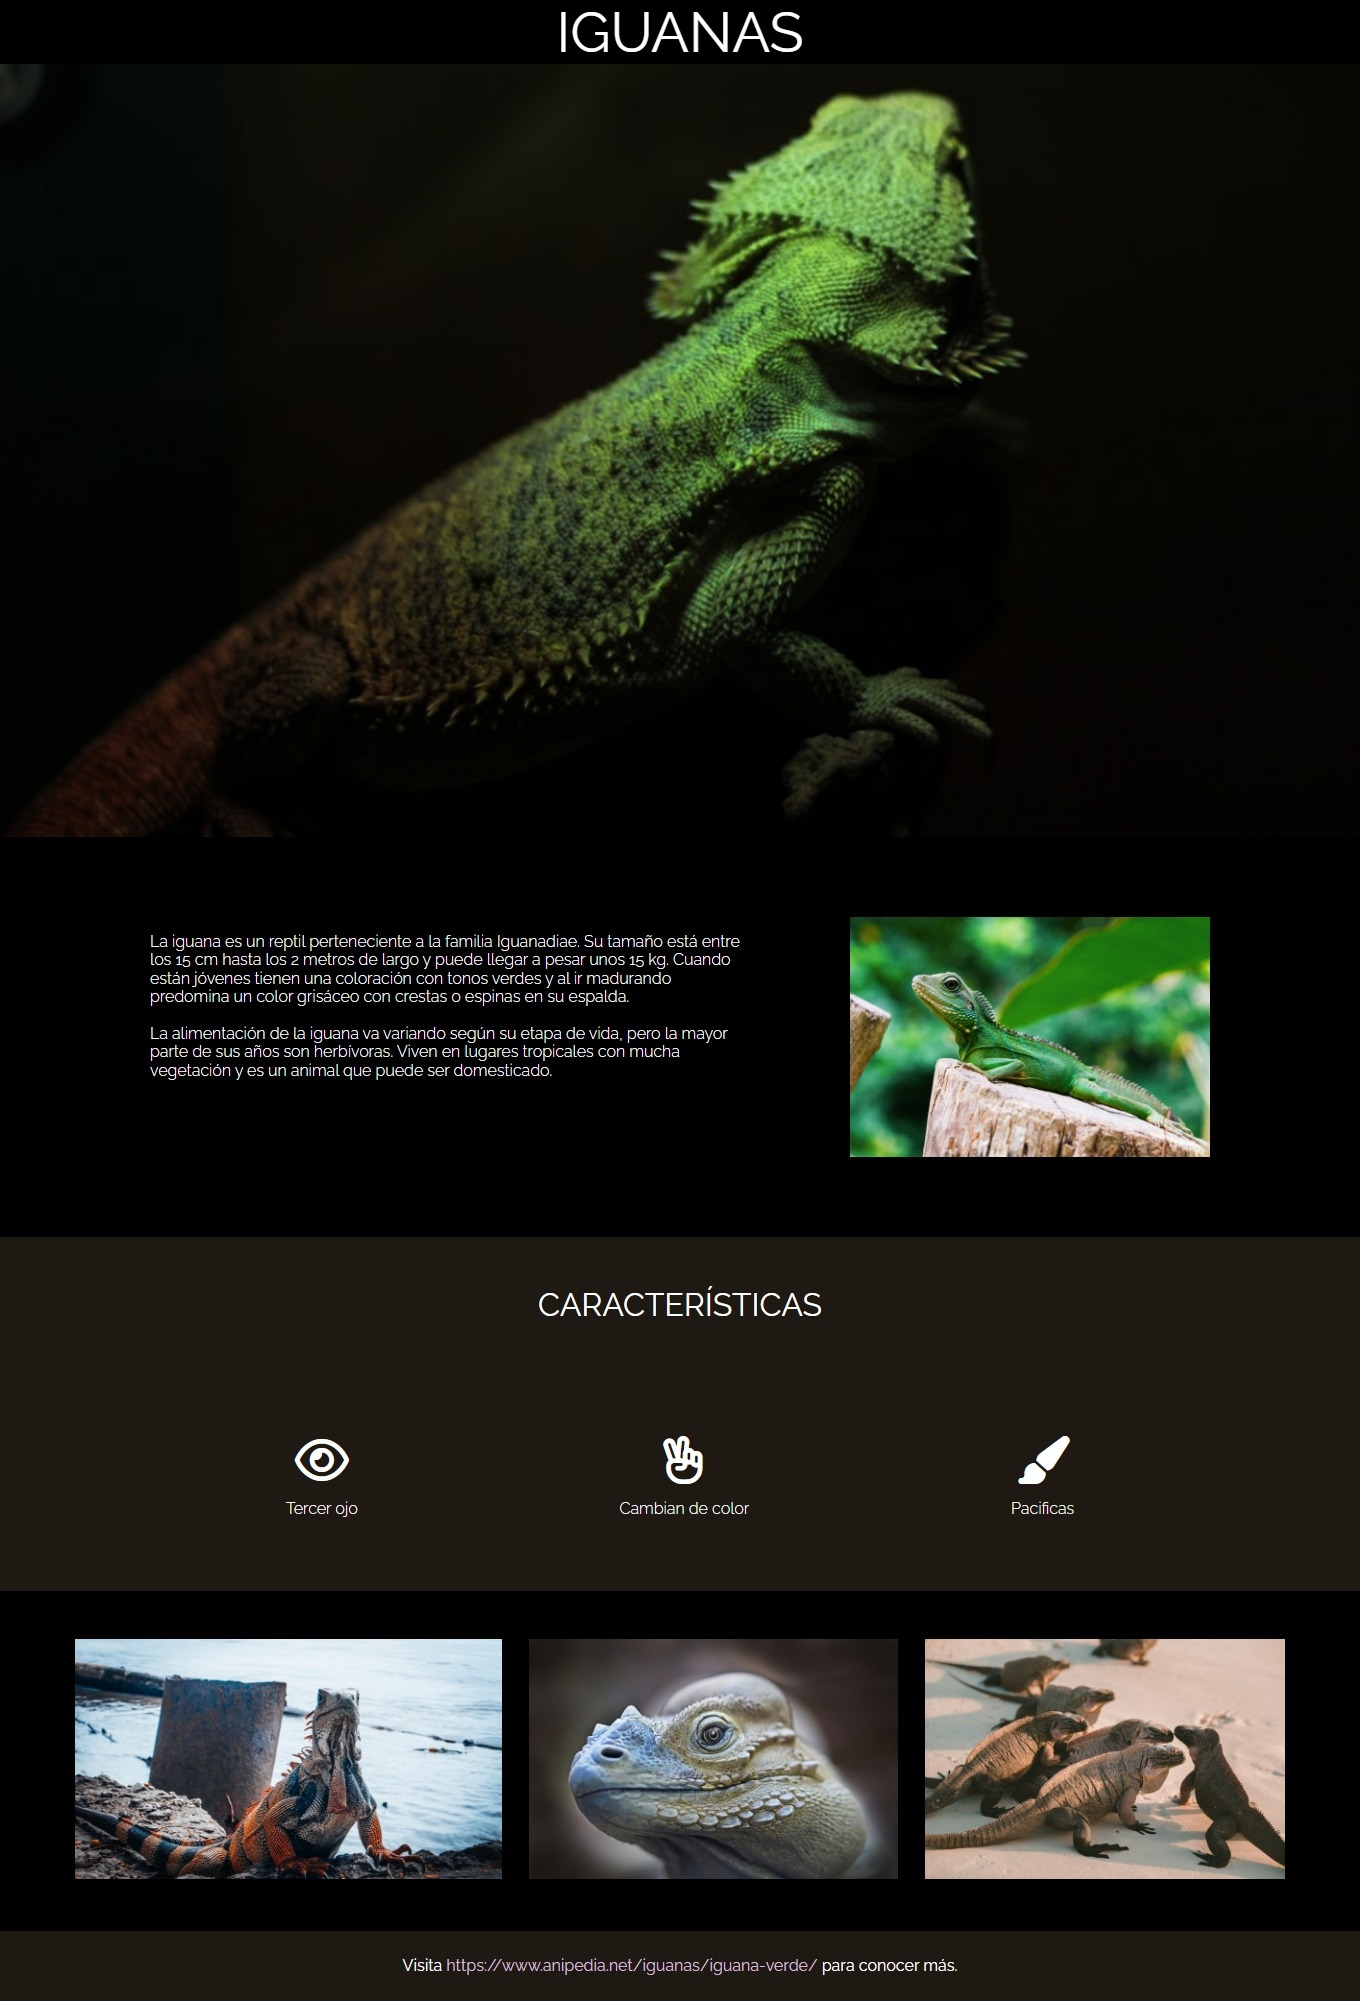 IGUANAS
La iguana es un reptil perteneciente a la familia Iguanadiae. Su tamaño está entre
los 15 cm hasta los 2 metros de largo y puede llegar a pesar unos 15 kg. Cuando
están jóvenes tienen una coloración con tonos verdes y al ir madurando
predomina un color grisáceo con crestas o espinas en su espalda.
La alimentación de la iguana va variando según su etapa de vida, pero la mayor
parte de sus años son herbívoras. Viven en lugares tropicales con mucha
vegetación y es un animal que puede ser domesticado.
CARACTERÍSTICAS
Tercer ojo
Cambian de color
Pacificas
Visita https://www.anipedia.net/iguanas/iguana-verde/ para conocer más.